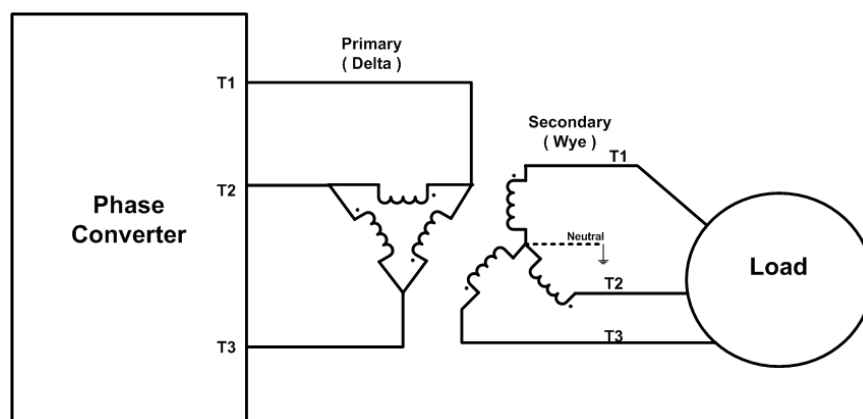 Primary
( Delta )
T1
Secondary
( Wye )
T1
T2
Phase
Converter
Neutral
Load
T2
T3
T3